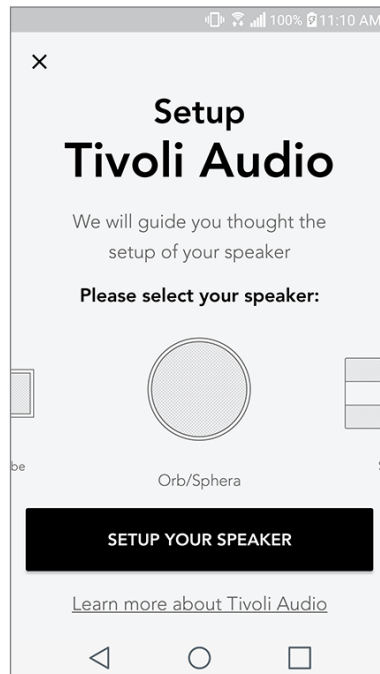 100% 11:10 AM
Setup
Tivoli Audio
We will guide you thought the
setup of your speaker
Please select your speaker:
be
Orb/Sphera
SETUP YOUR SPEAKER
Learn more about Tivoli Audio